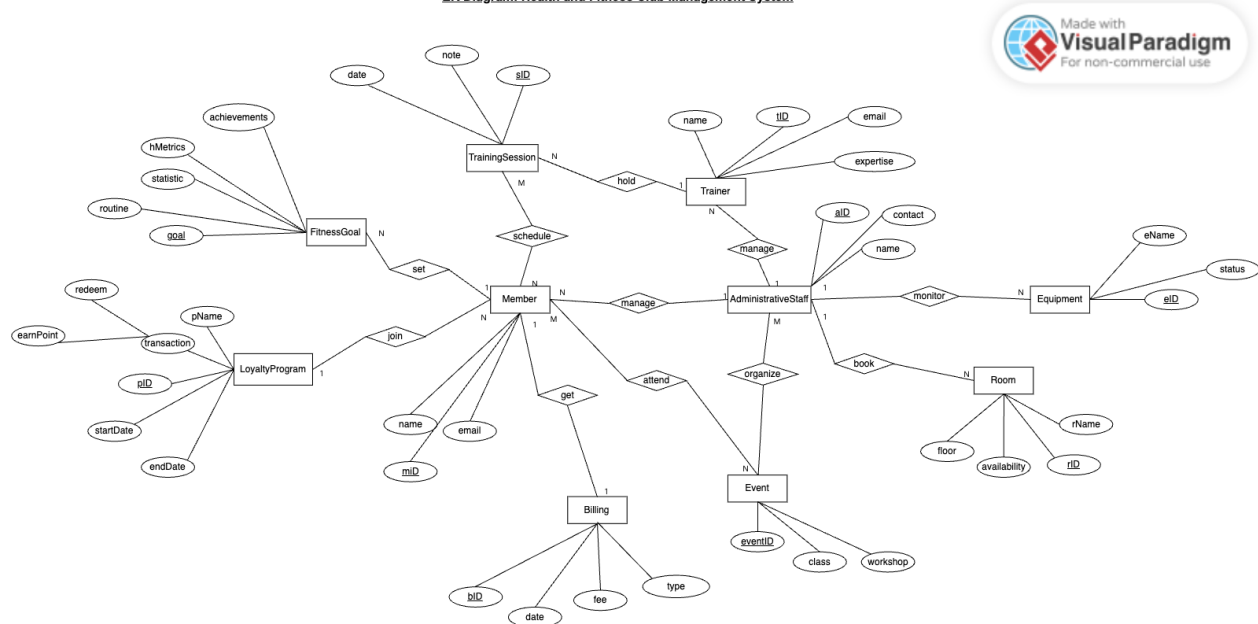 ER Diagram: Health and Fitness Club Management System
Made with
Visual Paradigm
For non-commercial use
note
date
sID
achievements
name
tID
email
hMetrics
TrainingSession
N
expertise
statistic
M
hold
1
Trainer
routine
N
aID
contact
goal
FitnessGoal
N
schedule
manage
name
eName
set
status
redeem
1
N
1
1
Member
N
manage
1
AdministrativeStaff
monitor
N
Equipment
eID
pName
N
1
M
M
1
earnPoint
transaction
join
LoyaltyProgram
1
organize
book
pID
get
attend
N
Room
startDate
name
email
rName
floor
availability
rID
endDate
miD
N
1
Event
Billing
eventID
class
workshop
bID
date
fee
type